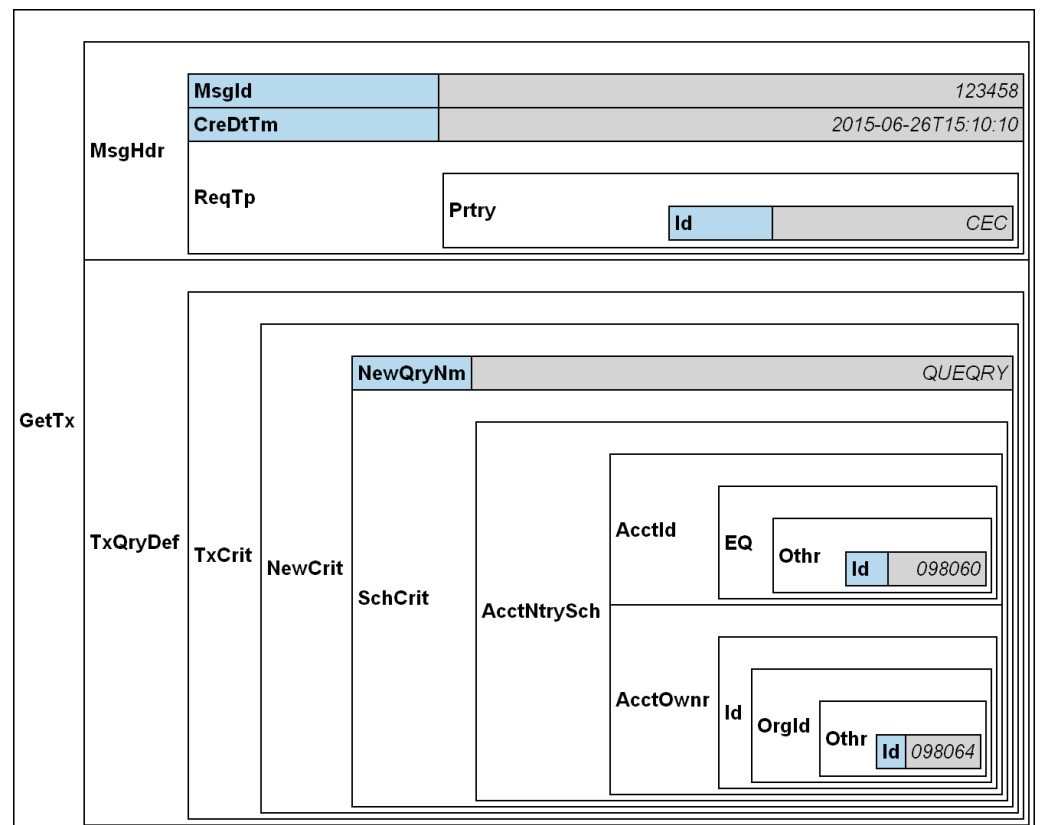 MsgId 123458
CreDtTm 2015-06-26T15:10:10
MsgHdr
ReqTp
Prtry
Id CEC
NewQryNm QUEQRY
GetTx
AcctId
EQ
Othr
Id 098060
TxQryDef
TxCrit
NewCrit
SchCrit
AcctNtrySch
AcctOwnr
Id
OrgId
Othr
Id 098064